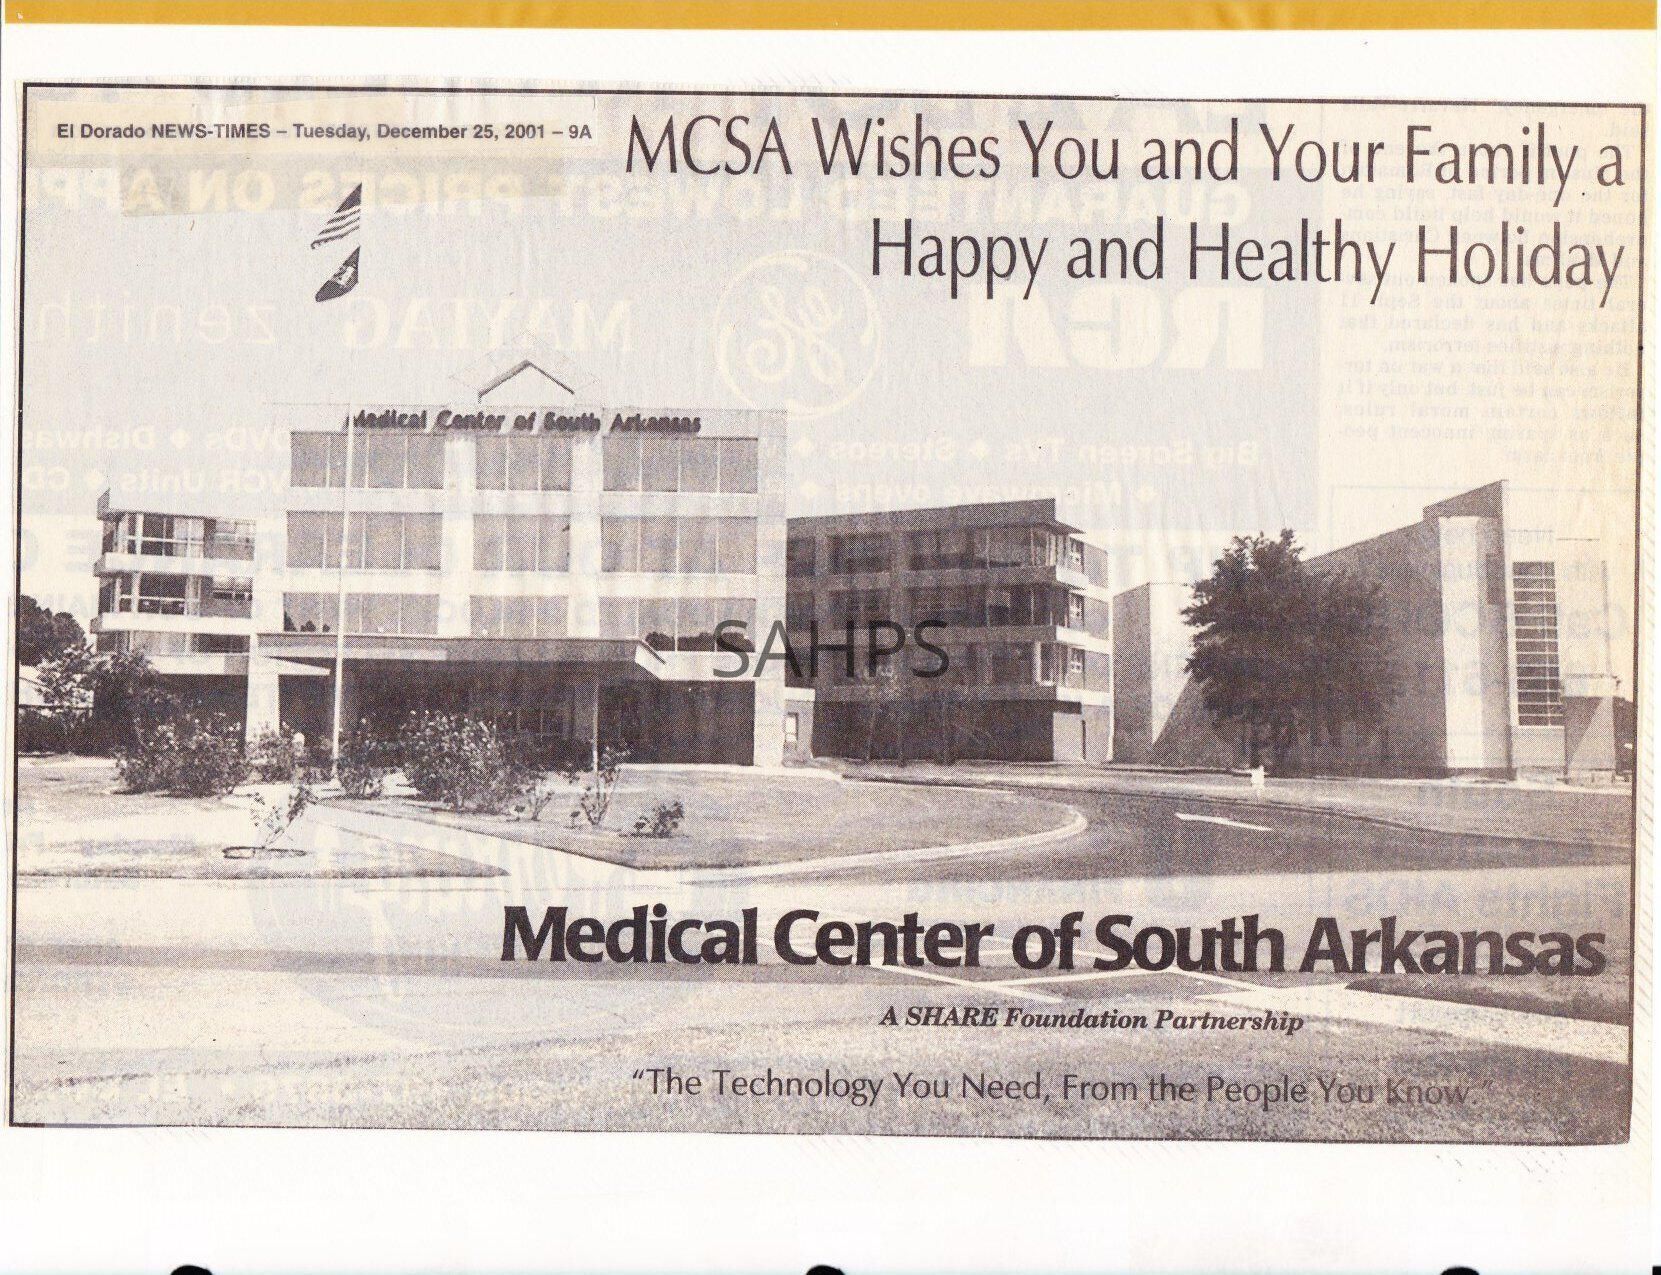 El Dorado NEWS-TIMES – Tuesday, December 25, 2001 – 9A
MCSA Wishes You and Your Family a
Happy and Healthy Holiday
Medical Center of South Arkansas
SAHPS
Medical Center of South Arkansas
A SHARE Foundation Partnership
“The Technology You Need, From the People You Know.”